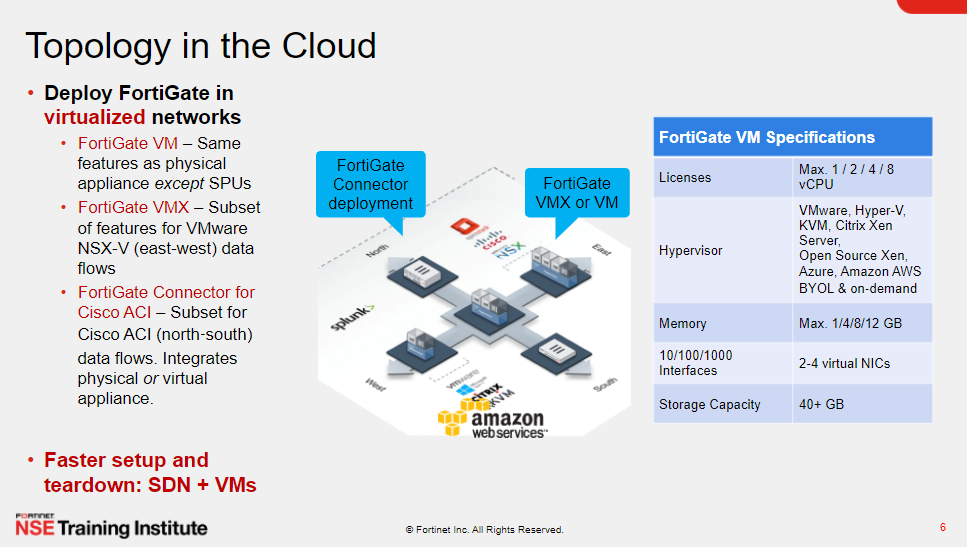 Topology in the Cloud
• Deploy FortiGate in
virtualized networks
• FortiGate VM – Same
features as physical
appliance except SPUs
• FortiGate VMX – Subset
of features for VMware
NSX-V (east-west) data
flows
• FortiGate Connector for
Cisco ACI – Subset for
Cisco ACI (north-south)
data flows. Integrates
physical or virtual
appliance.
• Faster setup and
teardown: SDN + VMs
FortiGate
Connector
deployment
FortiGate
VMX or VM
openstack
CISCO
NSX
North
East
splunk>
West
South
vmware
Microsoft
CITRIX
KVM
amazon
web services™
FortiGate VM Specifications
Licenses
Max. 1 / 2 / 4 / 8
vCPU
Hypervisor
VMware, Hyper-V,
KVM, Citrix Xen
Server,
Open Source Xen,
Azure, Amazon AWS
BYOL & on-demand
Memory
Max. 1/4/8/12 GB
10/100/1000
Interfaces
2-4 virtual NICs
Storage Capacity
40+ GB
FORTINET
NSE Training Institute
© Fortinet Inc. All Rights Reserved.
6